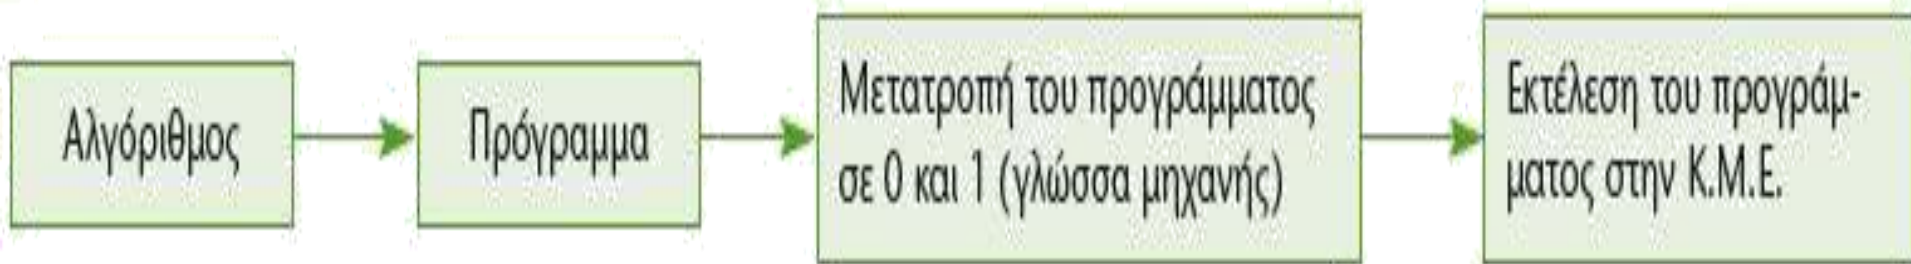 Αλγόριθμος
Πρόγραμμα
Μετατροπή του προγράμματος
σε 0 και 1 (γλώσσα μηχανής)
Εκτέλεση του προγράμ-
ματος στην Κ.Μ.Ε.